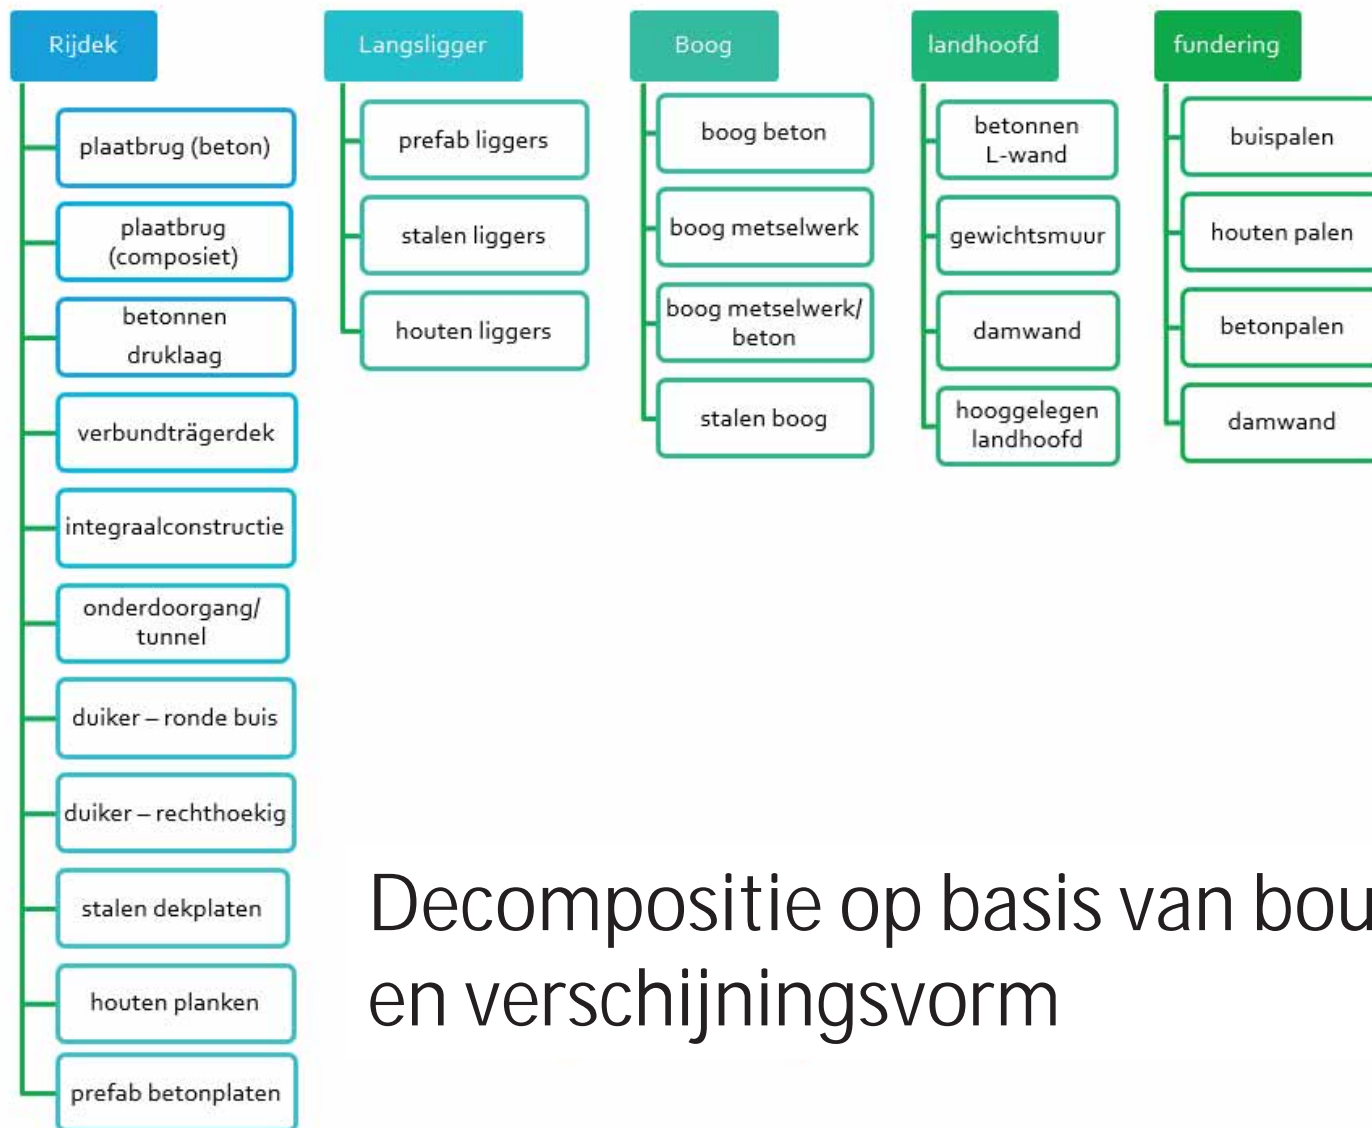 Rijdek
plaatbrug (beton)
plaatbrug
(composiet)
betonnen
druklaag
verbundträgerdek
integraalconstructie
onderdoorgang/
tunnel
duiker – ronde buis
duiker – rechthoekig
stalen dekplaten
houten planken
prefab betonplaten
Langsligger
prefab liggers
stalen liggers
houten liggers
Boog
boog beton
boog metselwerk
boog metselwerk/
beton
stalen boog
landhoofd
betonnen
L-wand
gewichtsmuur
damwand
hooggelegen
landhoofd
fundering
buispalen
houten palen
betonpalen
damwand
Decompositie op basis van bou
en verschijningsvorm